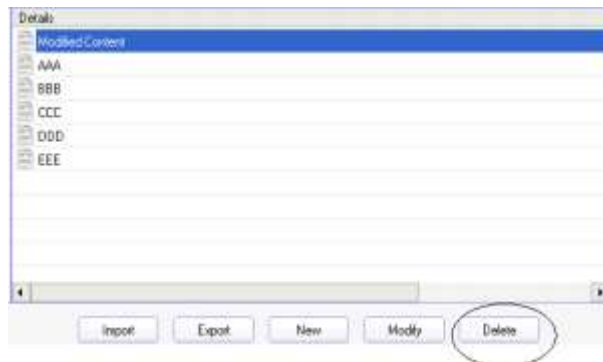 Details
Modified Content
AAA
BBB
CCC
DDD
EEE
Import Export New Modify Delete